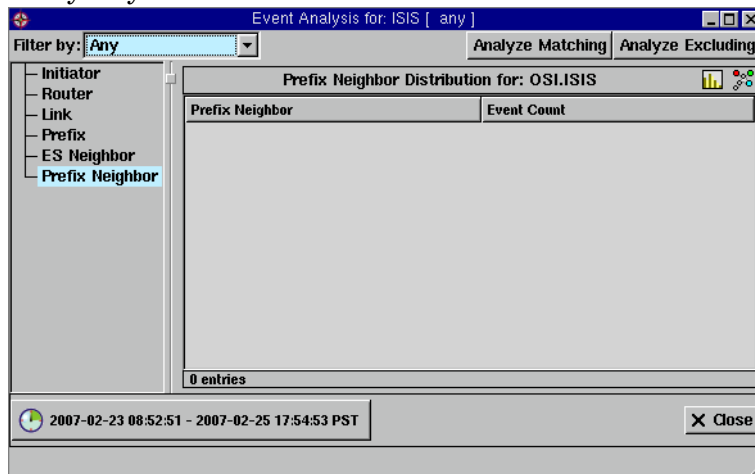 Event Analysis for: ISIS [ any ]
Filter by: Any
Analyze Matching
Analyze Excluding
Initiator
Router
Link
Prefix
ES Neighbor
Prefix Neighbor
Prefix Neighbor Distribution for: OSI.ISIS
Prefix Neighbor
Event Count
0 entries
2007-02-23 08:52:51 - 2007-02-25 17:54:53 PST
Close